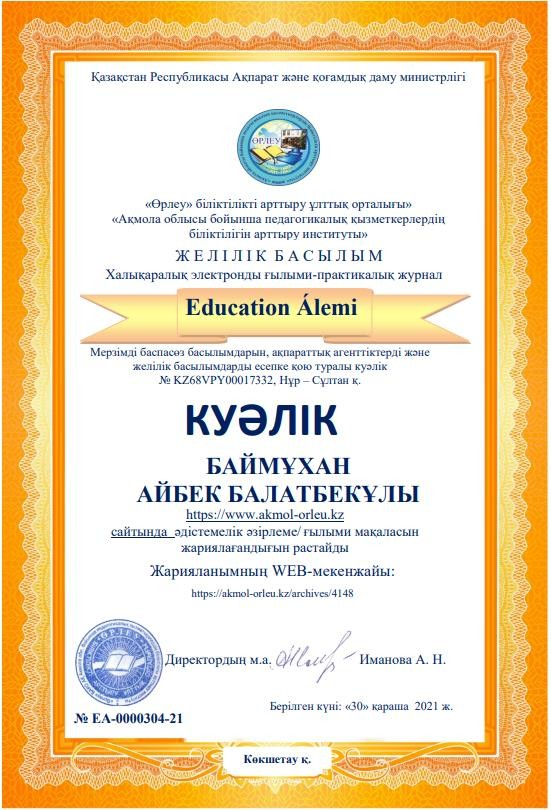 Қазақстан Республикасы Ақпарат және қоғамдық даму министрлігі
ӨРЛЕУ
«Өрлеу» біліктілікті арттыру ұлттық орталығы»
«Ақмола облысы бойынша педагогикалық қызметкерлердің
біліктілігін арттыру институты»
ЖЕЛІЛІК БАСЫЛЫМ
Халықаралық электронды ғылыми-практикалық журнал
Education Álemi
Мерзімді баспасөз басылымдарын, ақпараттық агенттіктерді және
желілік басылымдарды есепке қою туралы куәлік
№ KZ68VPY00017332, Нұр – Сұлтан қ.
КУӘЛІК
БАЙМҰХАН
АЙБЕК БАЛАТБЕКҰЛЫ
https://www.akmol-orleu.kz
сайтында әдістемелік әзірлеме/ ғылыми мақаласын
жариялағандығын растайды
Жарияланымның WEB-мекенжайы:
https://akmol-orleu.kz/archives/4148
Директордың м.а. Иманова А. Н.
Берілген күні: «30» қараша 2021 ж.
№ EA-0000304-21
Көкшетау қ.